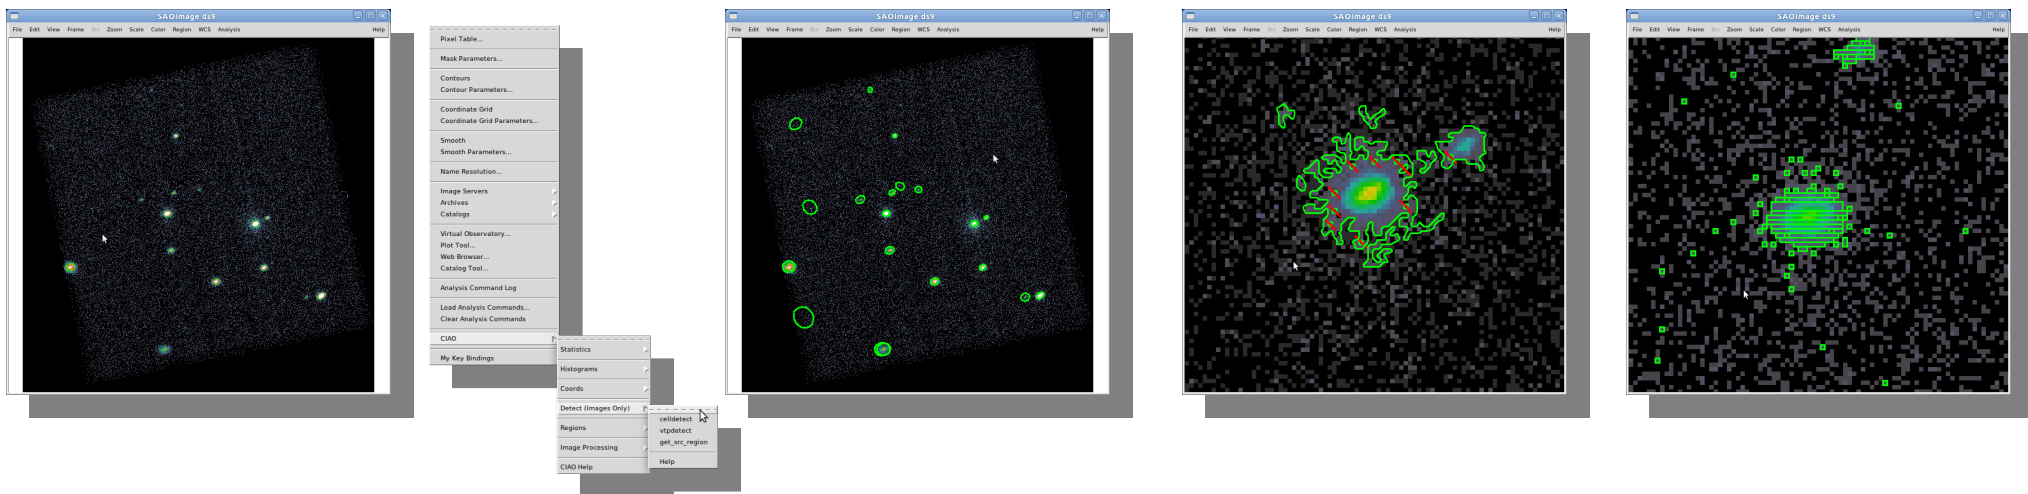 SAOImage ds9
File Edit View Frame Bin Zoom Scale Color Region WCS Analysis Help
Pixel Table...
Mask Parameters...
Contours
Contour Parameters...
Coordinate Grid
Coordinate Grid Parameters...
Smooth
Smooth Parameters...
Name Resolution...
Image Servers
Archives
Catalogs
Virtual Observatory...
Plot Tool...
Web Browser...
Catalog Tool...
Analysis Command Log
Load Analysis Commands...
Clear Analysis Commands
CIAO
My Key Bindings
Statistics
Histograms
Coords
Detect (Images Only)
Regions
Image Processing
CIAO Help
celldetect
vtpdetect
get_src_region
Help
SAOImage ds9
File Edit View Frame Bin Zoom Scale Color Region WCS Analysis Help
SAOImage ds9
File Edit View Frame Bin Zoom Scale Color Region WCS Analysis Help
SAOImage ds9
File Edit View Frame Bin Zoom Scale Color Region WCS Analysis Help